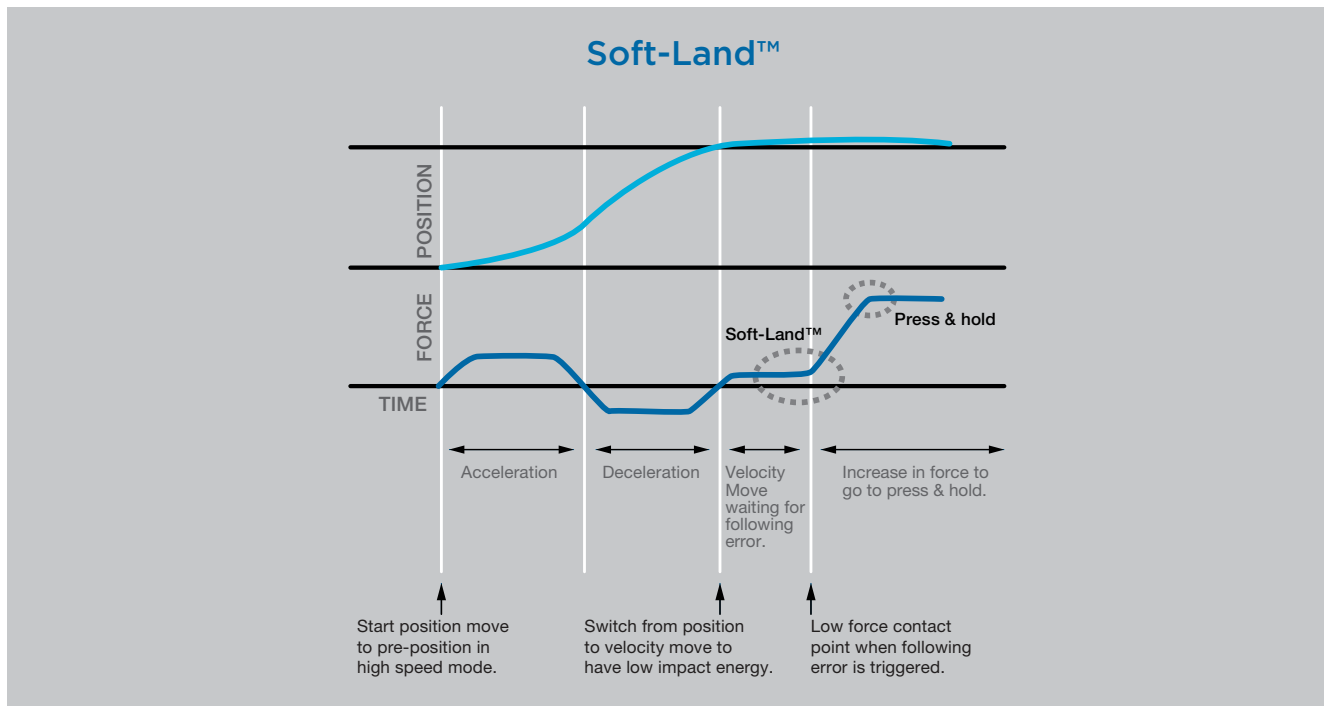 Soft-Land™
POSITION
FORCE
Soft-Land™
Press & hold
TIME
Acceleration
Deceleration
Velocity
Move
waiting for
following
error.
Increase in force to
go to press & hold.
Start position move
to pre-position in
high speed mode.
Switch from position
to velocity move to
have low impact energy.
Low force contact
point when following
error is triggered.